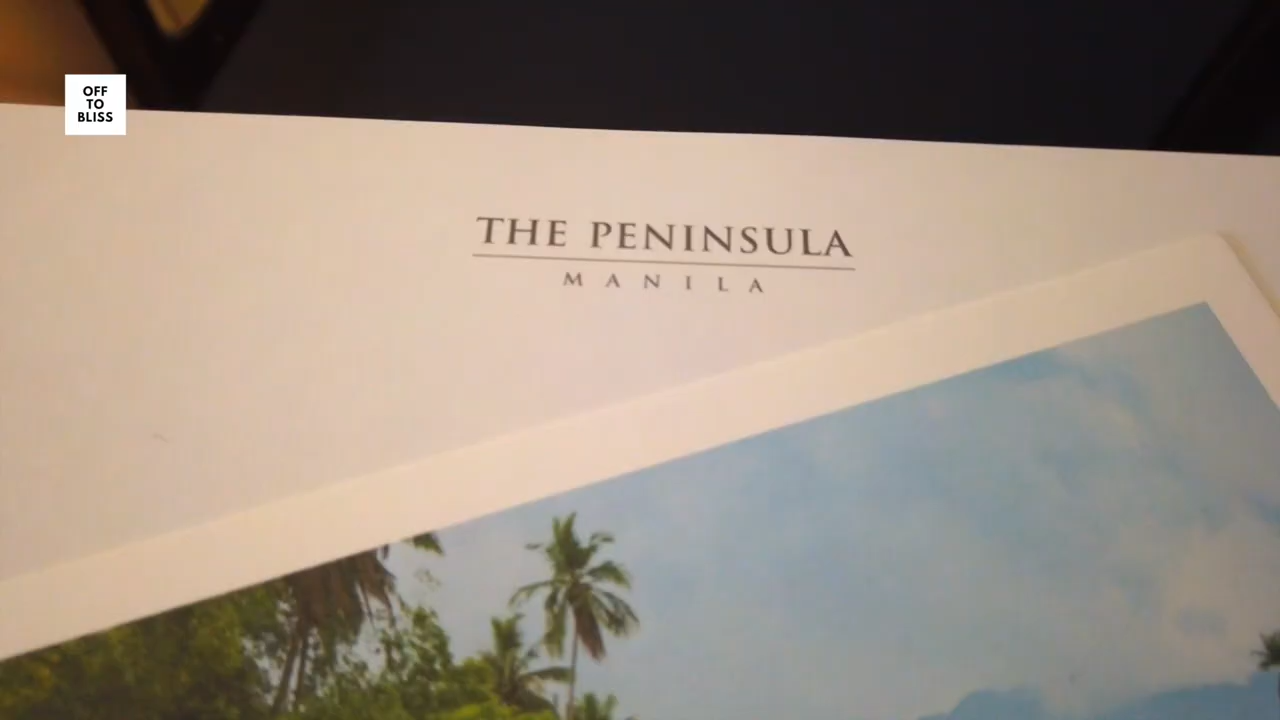 OFF
TO
BLISS
THE PENINSULA
MANILA